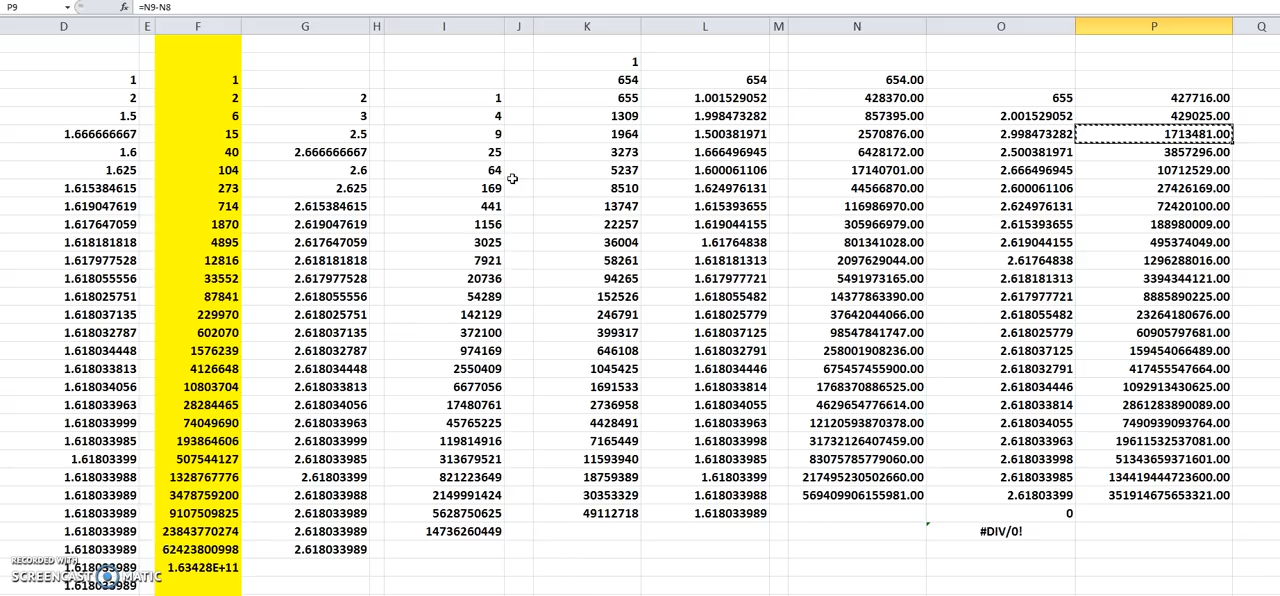 P9 fx =N9-N8
D E F G H I J K L M N O P Q
1
1 1 654 654 654.00
2 2 2 1 655 1.001529052 428370.00 655 427716.00
1.5 6 3 4 1309 1.998473282 857395.00 2.001529052 429025.00
1.666666667 15 2.5 9 1964 1.500381971 2570876.00 2.998473282 1713481.00
1.6 40 2.666666667 25 3273 1.666496945 6428172.00 2.500381971 3857296.00
1.625 104 2.6 64 5237 1.600061106 17140701.00 2.666496945 10712529.00
1.615384615 273 2.625 169 8510 1.624976131 44566870.00 2.600061106 27426169.00
1.619047619 714 2.615384615 441 13747 1.615393655 116986970.00 2.624976131 72420100.00
1.617647059 1870 2.619047619 1156 22257 1.619044155 305966979.00 2.615393655 188980009.00
1.618181818 4895 2.617647059 3025 36004 1.61764838 801341028.00 2.619044155 495374049.00
1.617977528 12816 2.618181818 7921 58261 1.618181313 2097629044.00 2.61764838 1296288016.00
1.618055556 33552 2.617977528 20736 94265 1.617977721 5491973165.00 2.618181313 3394344121.00
1.618025751 87841 2.618055556 54289 152526 1.618055482 14377863390.00 2.617977721 8885890225.00
1.618037135 229970 2.618025751 142129 246791 1.618025779 37642044066.00 2.618055482 23264180676.00
1.618032787 602070 2.618037135 372100 399317 1.618037125 98547841747.00 2.618025779 60905797681.00
1.618034448 1576239 2.618032787 974169 646108 1.618032791 258001908236.00 2.618037125 159454066489.00
1.618033813 4126648 2.618034448 2550409 1045425 1.618034446 675457455900.00 2.618032791 417455547664.00
1.618034056 10803704 2.618033813 6677056 1691533 1.618033814 1768370886525.00 2.618034446 1092913430625.00
1.618033963 28284465 2.618034056 17480761 2736958 1.618034055 4629654776614.00 2.618033814 2861283890089.00
1.618033999 74049690 2.618033963 45765225 4428491 1.618033963 12120593870378.00 2.618034055 7490939093764.00
1.618033985 193864606 2.618033999 119814916 7165449 1.618033998 31732126407459.00 2.618033963 19611532537081.00
1.61803399 507544127 2.618033985 313679521 11593940 1.618033985 83075785779060.00 2.618033998 51343659371601.00
1.618033988 1328767776 2.61803399 821223649 18759389 1.61803399 217495230502660.00 2.618033985 134419444723600.00
1.618033989 3478759200 2.618033988 2149991424 30353329 1.618033988 569409906155981.00 2.61803399 351914675653321.00
1.618033989 9107509825 2.618033989 5628750625 49112718 1.618033989 0
1.618033989 23843770274 2.618033989 14736260449 #DIV/0!
1.618033989 62423800998 2.618033989
RECORDED WITH
1.618033989 1.63428E+11
SCREENCAST MATIC
1.618033989